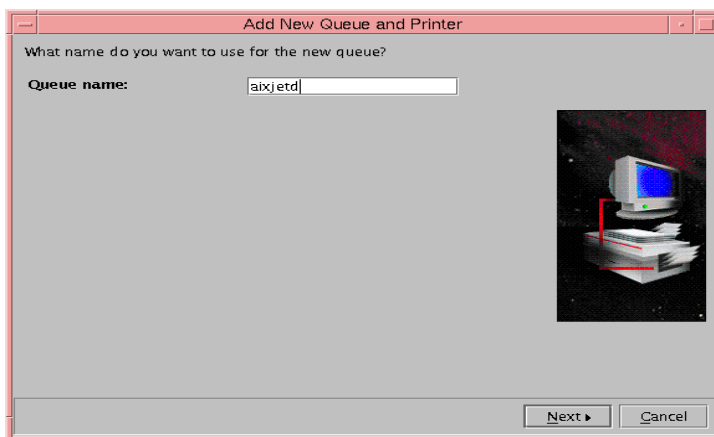 Add New Queue and Printer
What name do you want to use for the new queue?
Queue name: aixjetd
Next Cancel